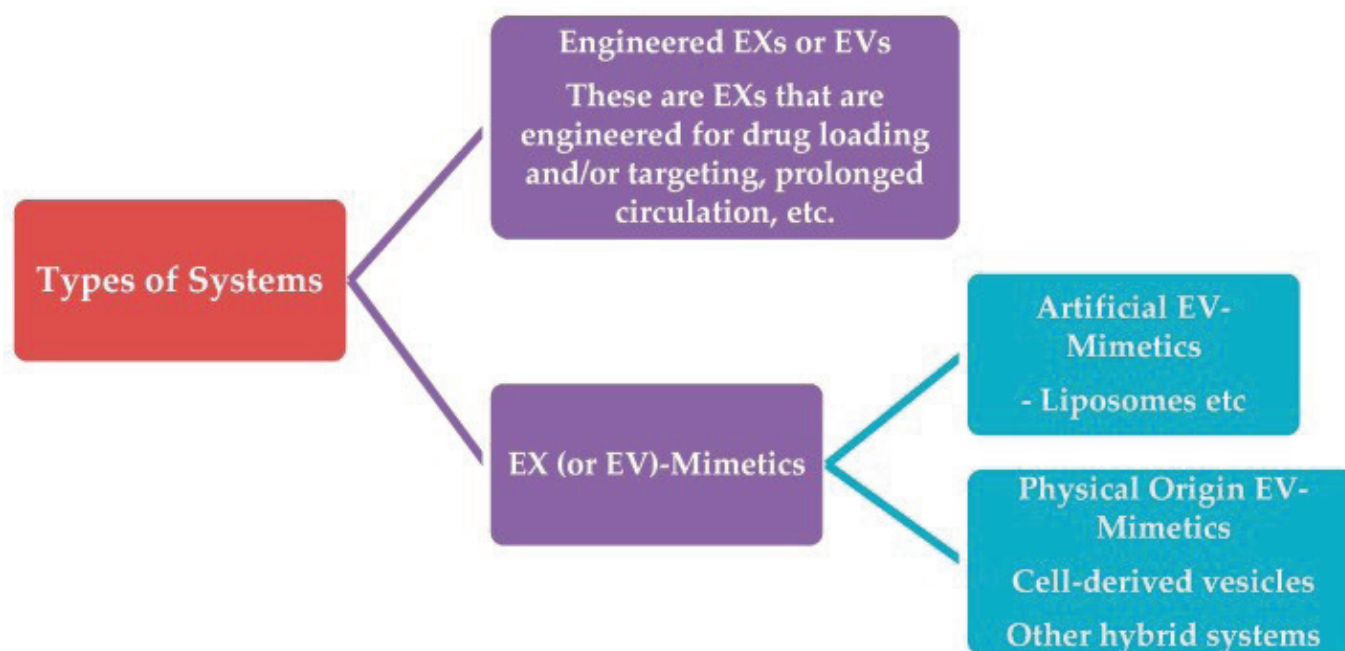 Types of Systems
Engineered EXs or EVs
These are EXs that are
engineered for drug loading
and/or targeting, prolonged
circulation, etc.
EX (or EV)-Mimetics
Artificial EV-
Mimetics
- Liposomes etc
Physical Origin EV-
Mimetics
Cell-derived vesicles
Other hybrid systems